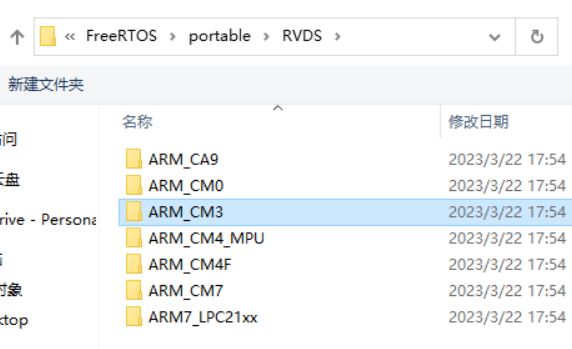 « FreeRTOS › portable › RVDS ›
新建文件夹
名称 修改日期
访问
ARM_CA9 2023/3/22 17:54
云盘
ARM_CM0 2023/3/22 17:54
ARM_CM3 2023/3/22 17:54
rive - Persona
ARM_CM4_MPU 2023/3/22 17:54
ARM_CM4F 2023/3/22 17:54
对象
ARM_CM7 2023/3/22 17:54
ktop
ARM7_LPC21xx 2023/3/22 17:54